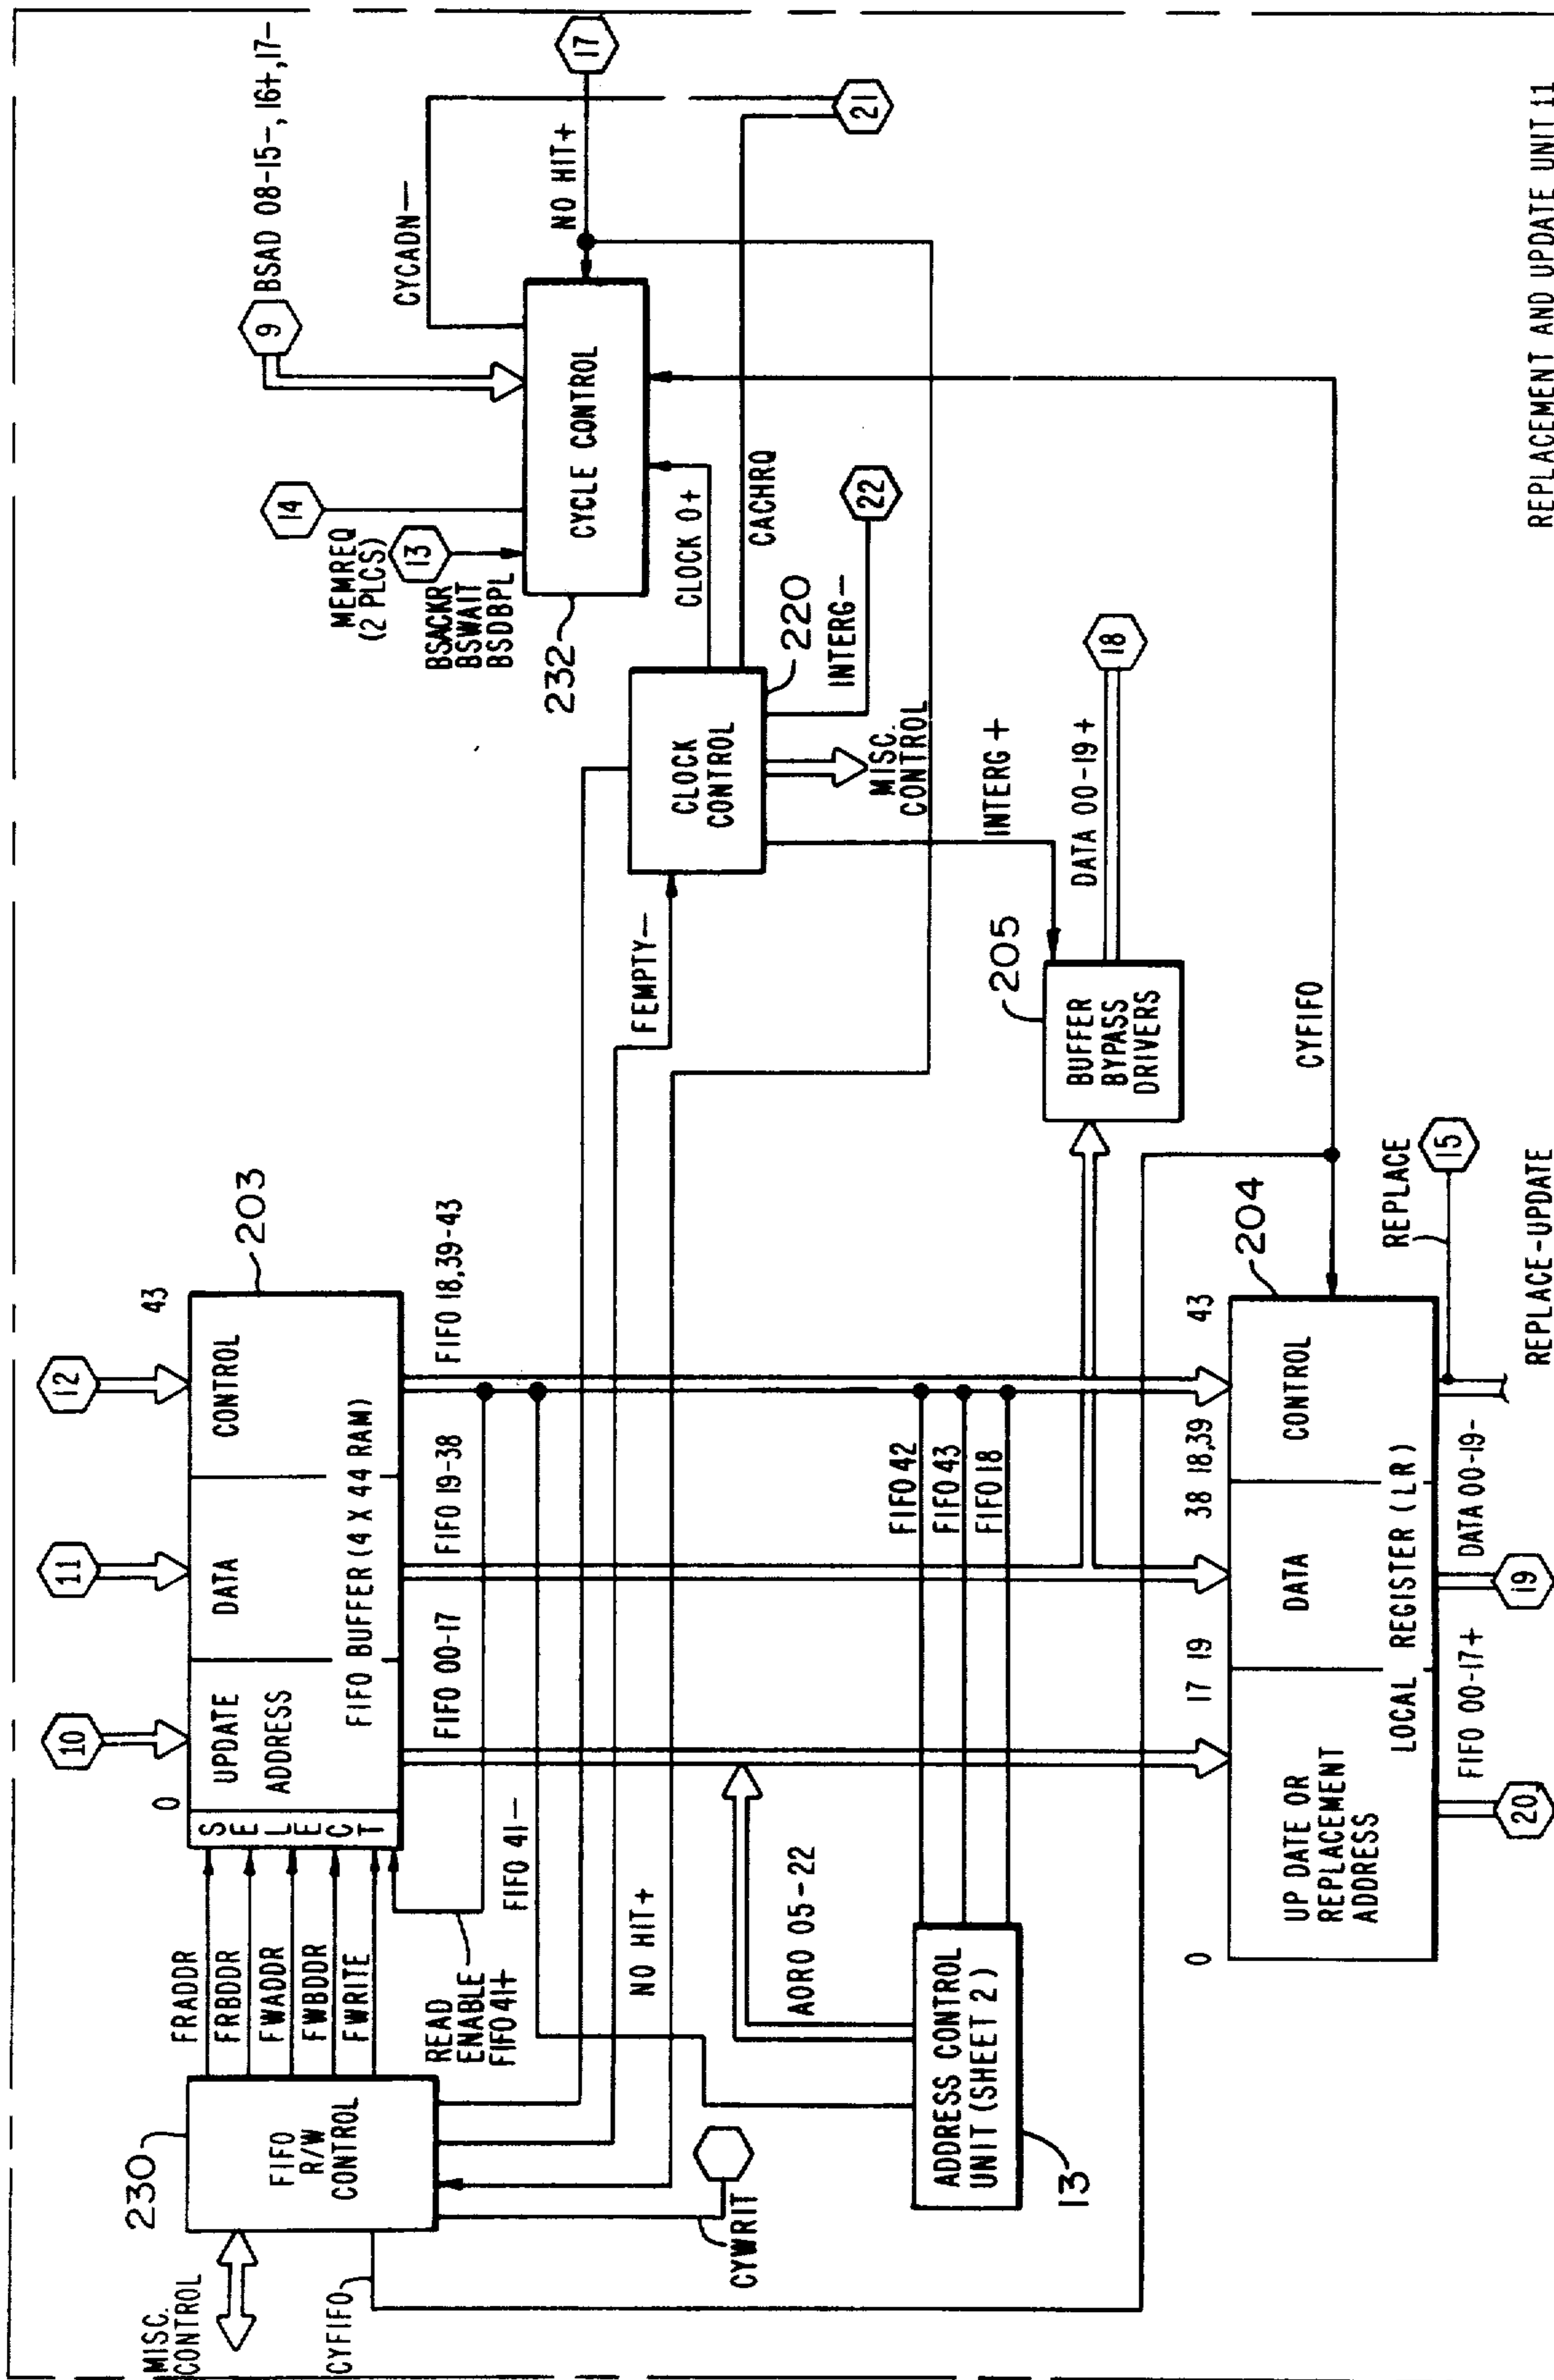 MISC.
CONTROL
230
FIFO
R/W
CONTROL
CYFIFO
CYWRIT
FRADDR
FRBDDR
FWADDR
FWBDDR
FWRITE
READ
ENABLE
FIFO 41+
NO HIT+
FIFO 41—
10
11
12
0
43
203
SELECT
UPDATE
ADDRESS
DATA
CONTROL
FIFO BUFFER (4 X 44 RAM)
FIFO 00-17
FIFO 19-38
FIFO 18,39-43
AORO 05-22
ADDRESS CONTROL
UNIT (SHEET 2)
13
FIFO 42
FIFO 43
FIFO 18
0
17 19
38 18,39
43
204
UP DATE OR
REPLACEMENT
ADDRESS
DATA
CONTROL
LOCAL REGISTER (LR)
FIFO 00-17+
20
DATA 00-19-
19
REPLACE
15
REPLACE-UPDATE
CYFIFO
205
BUFFER
BYPASS
DRIVERS
DATA 00-19+
18
INTERG +
FEMPTY—
CLOCK
CONTROL
220
MISC.
CONTROL
INTERG—
22
CLOCK 0+
CACHRQ
232
CYCLE CONTROL
MEMREQ
(2 PLCS)
14
13
BSACKR
BSWAIT
BSDBPL
9
BSAD 08-15-, 16+,17-
CYCADN—
NO HIT+
17
21
REPLACEMENT AND UPDATE UNIT 11